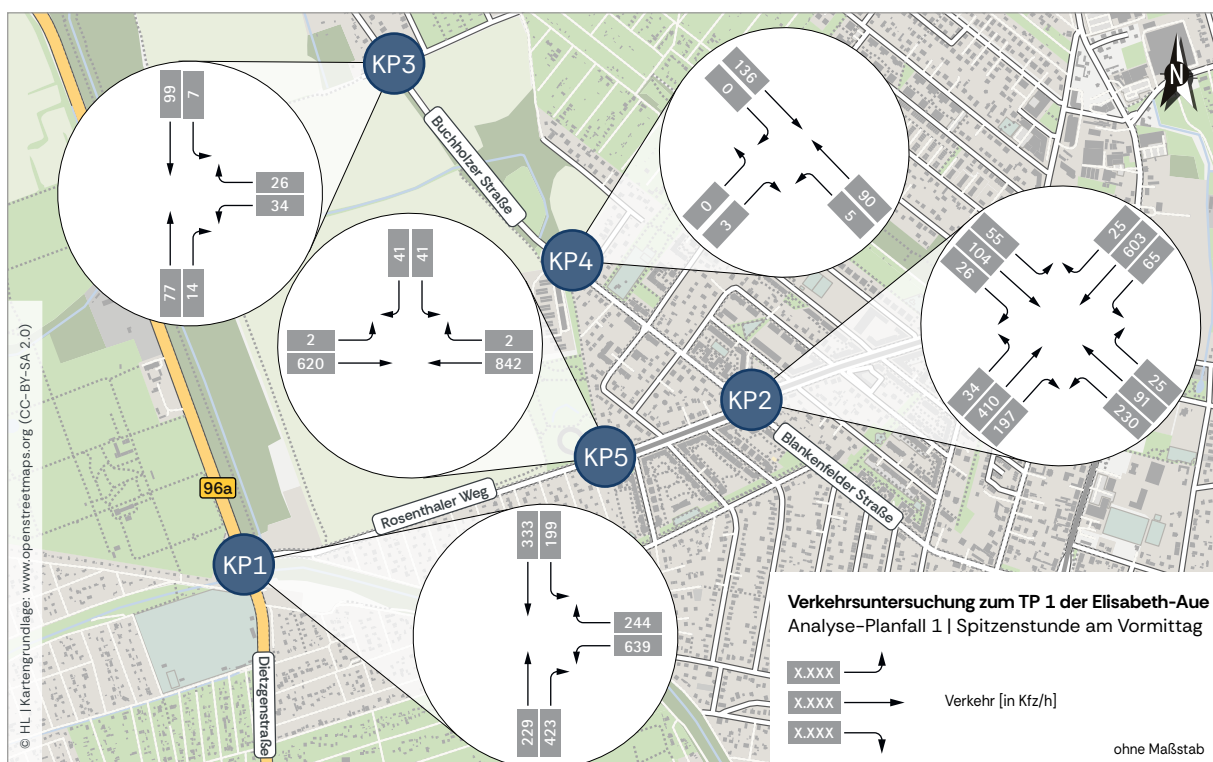 KP3
99
7
26
34
77
14
Buchholzer Straße
136
0
0
3
90
5
N
KP4
41
41
2
620
2
842
55
104
26
25
603
65
34
410
197
25
91
230
KP2
KP5
Blankenfelder Straße
Rosenthaler Weg
96a
KP1
333
199
244
639
229
423
Dietzgenstraße
© HL | Kartengrundlage: www.openstreetmaps.org (CC-BY-SA 2.0)
Verkehrsuntersuchung zum TP 1 der Elisabeth-Aue
Analyse-Planfall 1 | Spitzenstunde am Vormittag
X.XXX
X.XXX
Verkehr [in Kfz/h]
X.XXX
ohne Maßstab